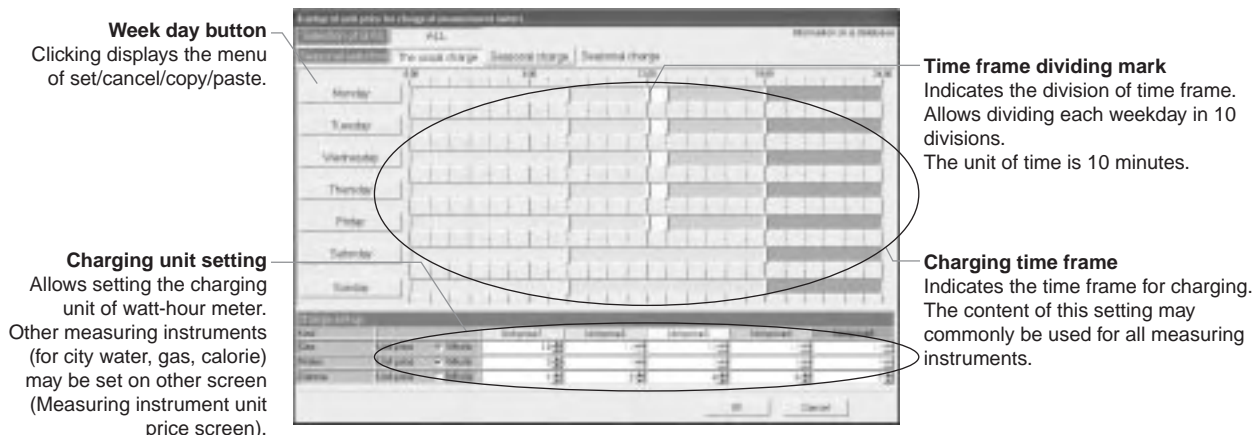 Week day button
Clicking displays the menu
of set/cancel/copy/paste.
ALL
The usual charge
Seasonal charge
Seasonal charge
Monday
Tuesday
Wednesday
Thursday
Friday
Saturday
Sunday
Time frame dividing mark
Indicates the division of time frame.
Allows dividing each weekday in 10
divisions.
The unit of time is 10 minutes.
Charging unit setting
Allows setting the charging
unit of watt-hour meter.
Other measuring instruments
(for city water, gas, calorie)
may be set on other screen
(Measuring instrument unit
price screen).
Charging time frame
Indicates the time frame for charging.
The content of this setting may
commonly be used for all measuring
instruments.
Cancel